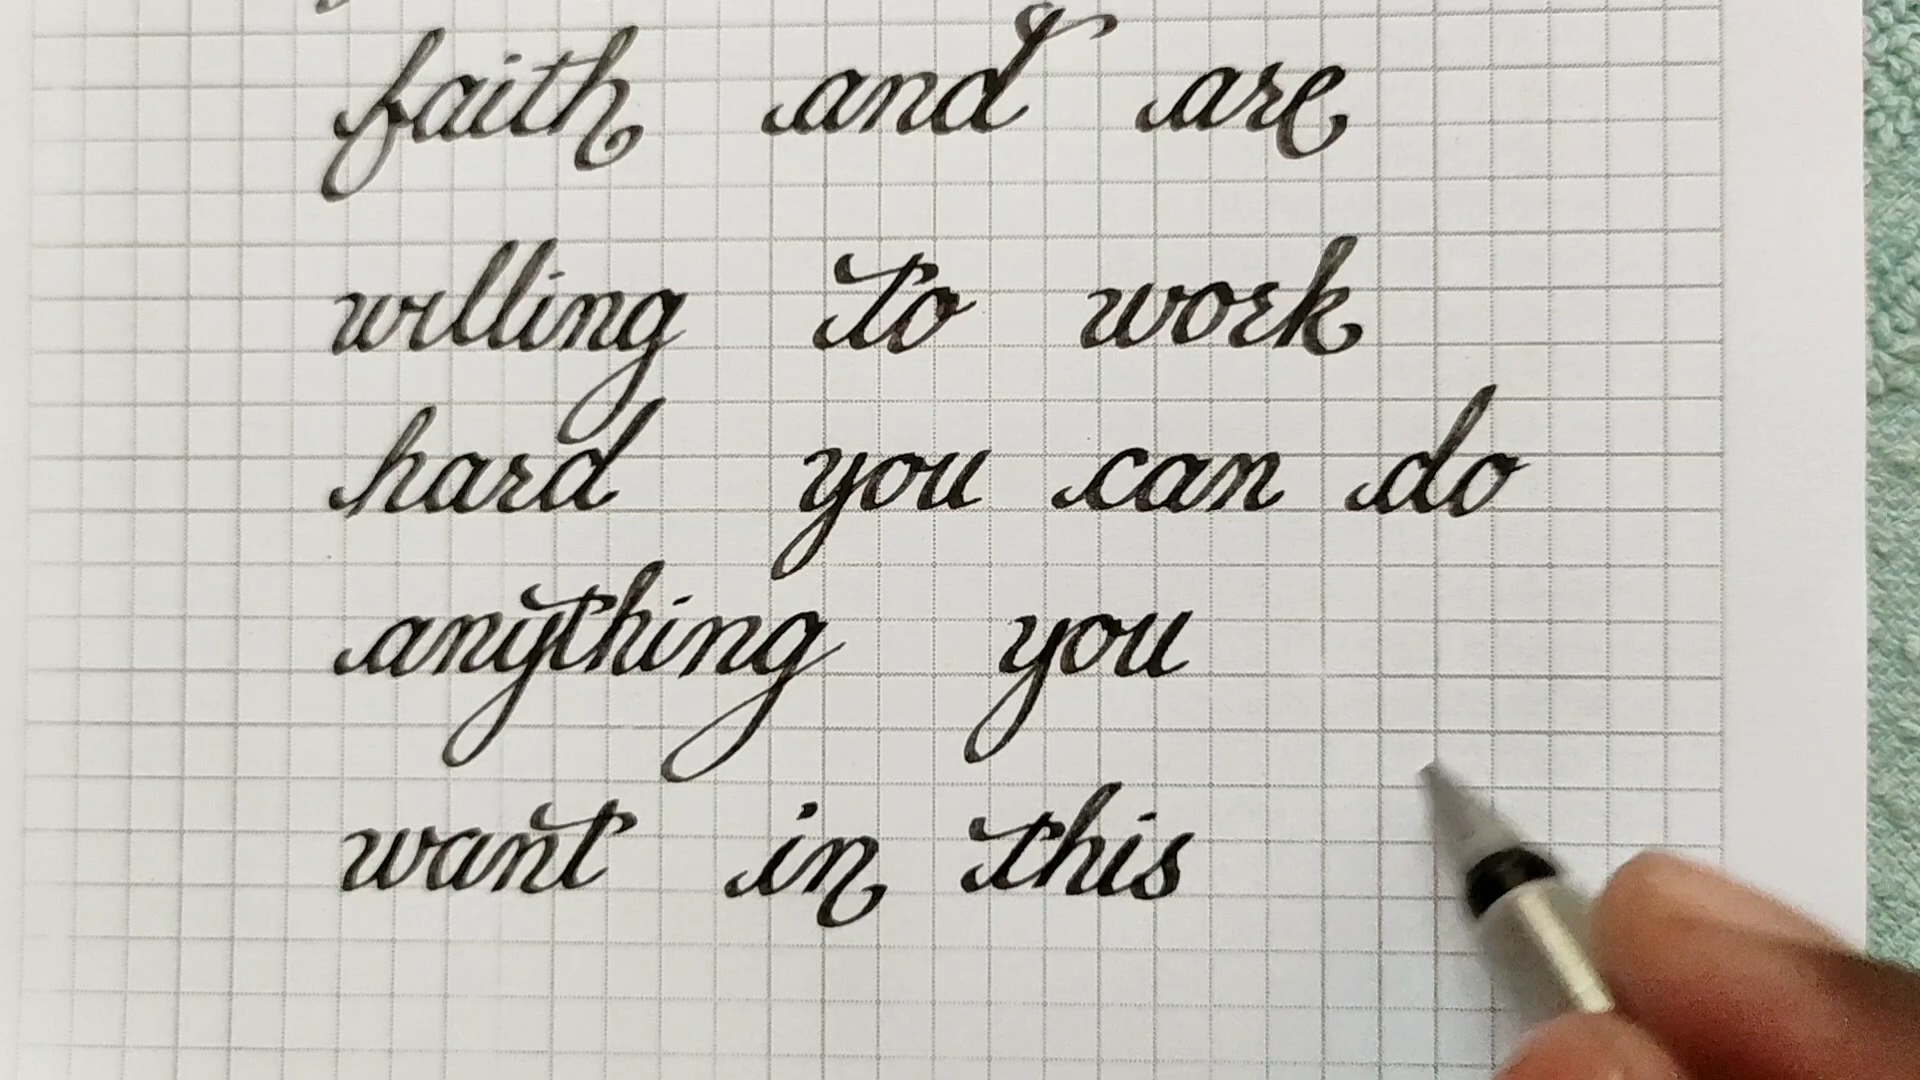 faith and are
willing to work
hard you can do
anything you
want in this